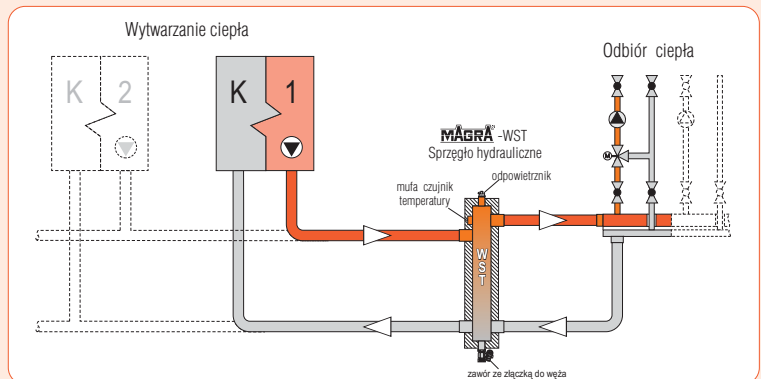 Wytwarzanie ciepła
Odbiór ciepła
K 2
K 1
MAGRA® -WST
Sprzęgło hydrauliczne
odpowietrznik
mufa czujnik
temperatury
M
WST
zawór ze złączką do węża